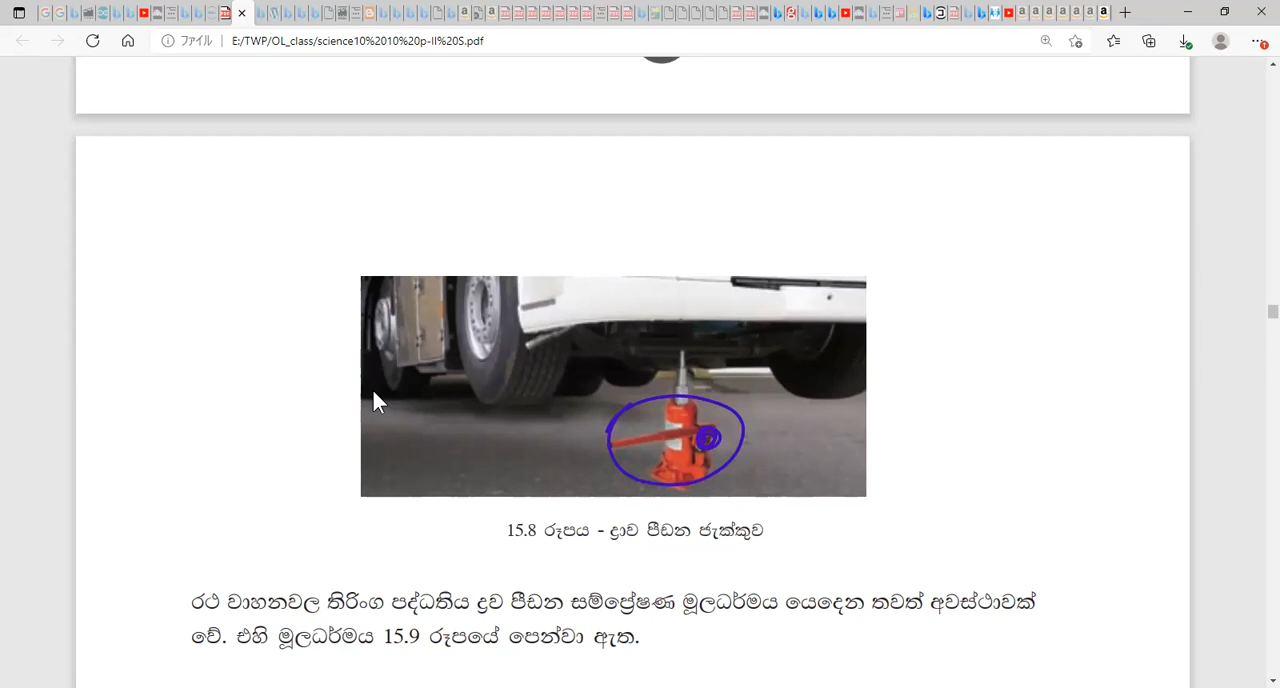 ファイル
E:/TWP/OL_class/science10%2010%20p-II%20S.pdf
15.8 රූපය - ද්‍රාව පීඩන ජැක්කුව
රථ වාහනවල තිරිංග පද්ධතිය ද්‍රව පීඩන සම්ප්‍රේෂණ මූලධර්මය යෙදෙන තවත් අවස්ථාවක්
වේ. එහි මූලධර්මය 15.9 රූපයේ පෙන්වා ඇත.